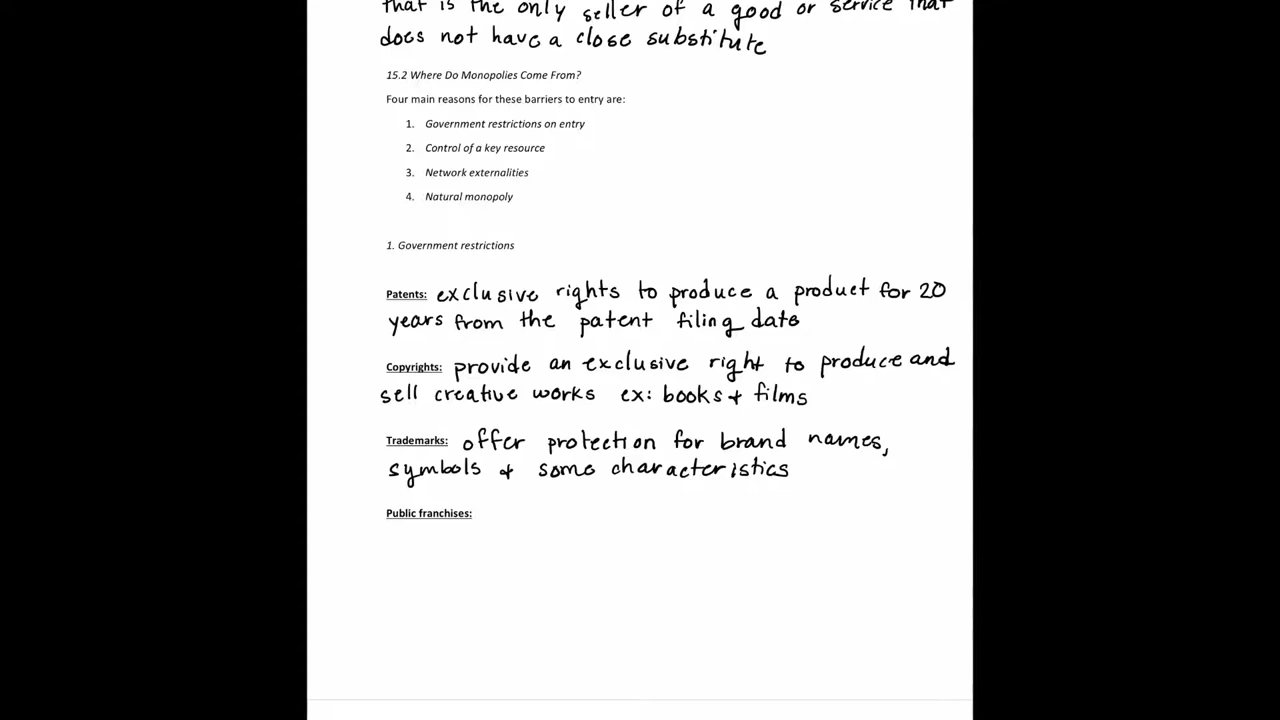 that is the only seller of a good or service that
does not have a close substitute
15.2 Where Do Monopolies Come From?
Four main reasons for these barriers to entry are:
1. Government restrictions on entry
2. Control of a key resource
3. Network externalities
4. Natural monopoly
1. Government restrictions
Patents: exclusive rights to produce a product for 20
years from the patent filing date
Copyrights: provide an exclusive right to produce and
sell creative works ex: books & films
Trademarks: offer protection for brand names,
symbols & some characteristics
Public franchises: